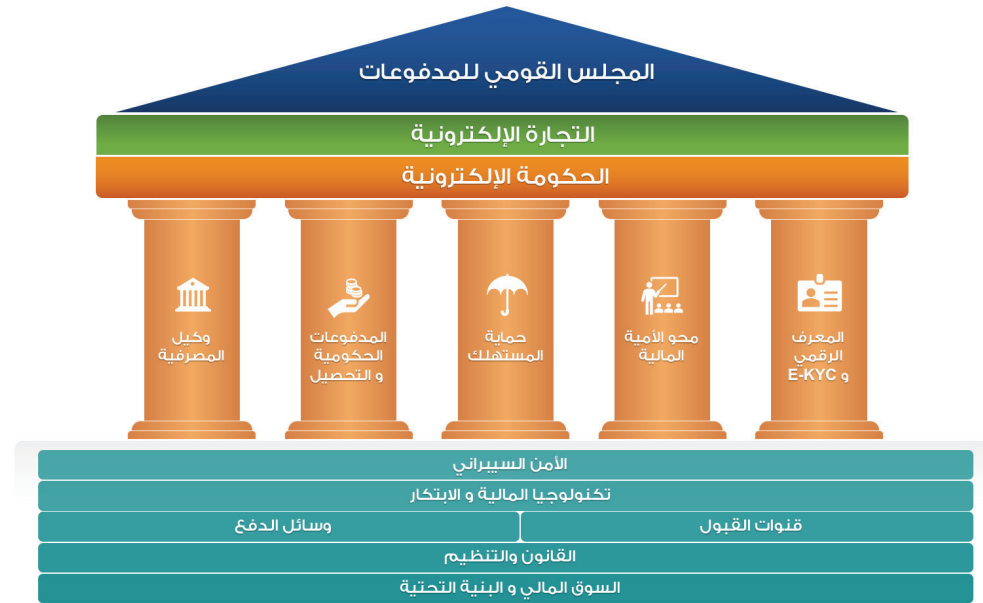 المجلس القومي للمدفوعات
التجارة الإلكترونية
الحكومة الإلكترونية
المعرف
الرقمي
و E-KYC
محو الأمية
المالية
حماية
المستهلك
المدفوعات
الحكومية
و التحصيل
وكيل
المصرفية
الأمن السيبراني
تكنولوجيا المالية و الابتكار
قنوات القبول
وسائل الدفع
القانون والتنظيم
السوق المالي و البنية التحتية